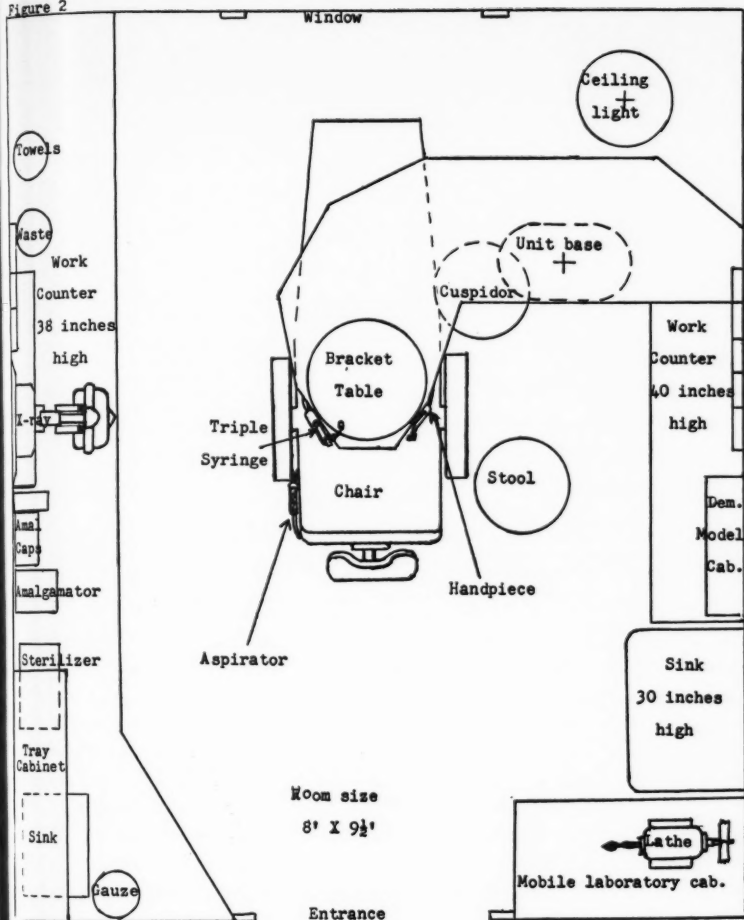 Figure 2
Window
Ceiling
light
Towels
Waste
Work
Counter
38 inches
high
X-ray
Unit base
Cuspidor
Bracket
Table
Work
Counter
40 inches
high
Triple
Syringe
Chair
Stool
Dem.
Model
Cab.
Amal
Caps
Amalgamator
Handpiece
Aspirator
Sterilizer
Tray
Cabinet
Sink
30 inches
high
Room size
8' X 9½'
Sink
Gauze
Lathe
Mobile laboratory cab.
Entrance